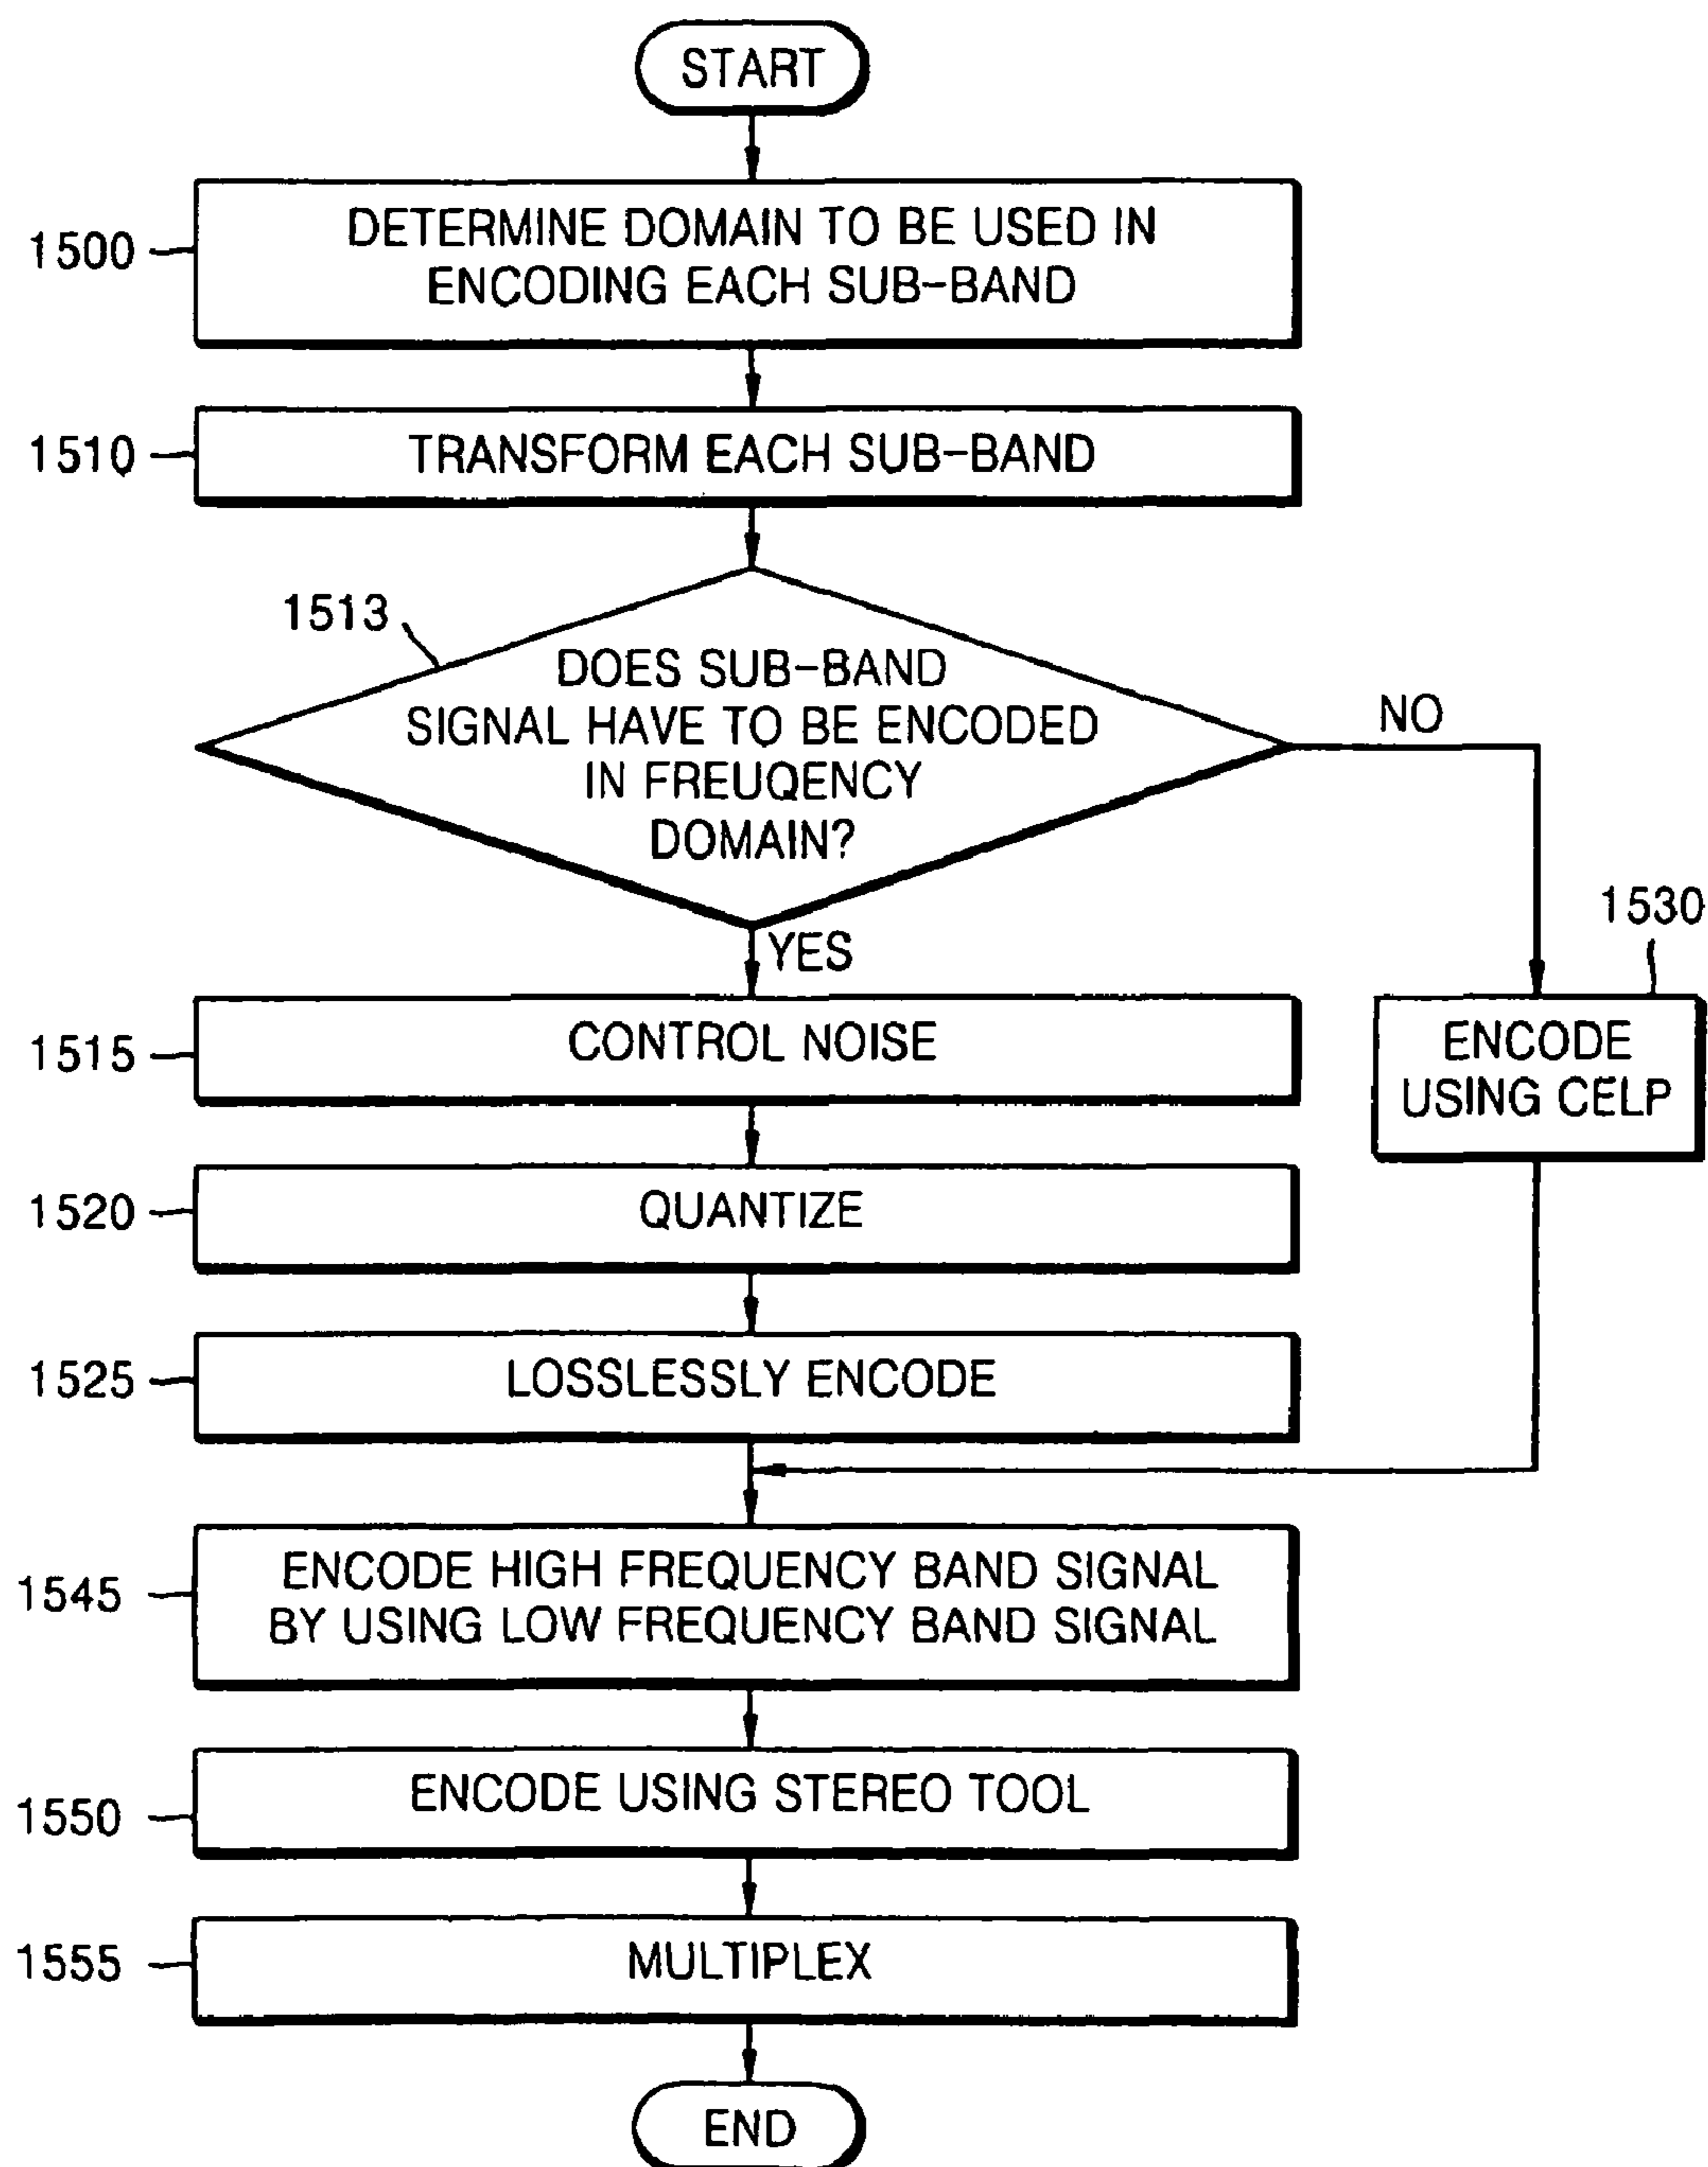 START
1500
DETERMINE DOMAIN TO BE USED IN
ENCODING EACH SUB-BAND
1510
TRANSFORM EACH SUB-BAND
1513
DOES SUB-BAND
SIGNAL HAVE TO BE ENCODED
IN FREUQENCY
DOMAIN?
NO
YES
1530
ENCODE
USING CELP
1515
CONTROL NOISE
1520
QUANTIZE
1525
LOSSLESSLY ENCODE
1545
ENCODE HIGH FREQUENCY BAND SIGNAL
BY USING LOW FREQUENCY BAND SIGNAL
1550
ENCODE USING STEREO TOOL
1555
MULTIPLEX
END